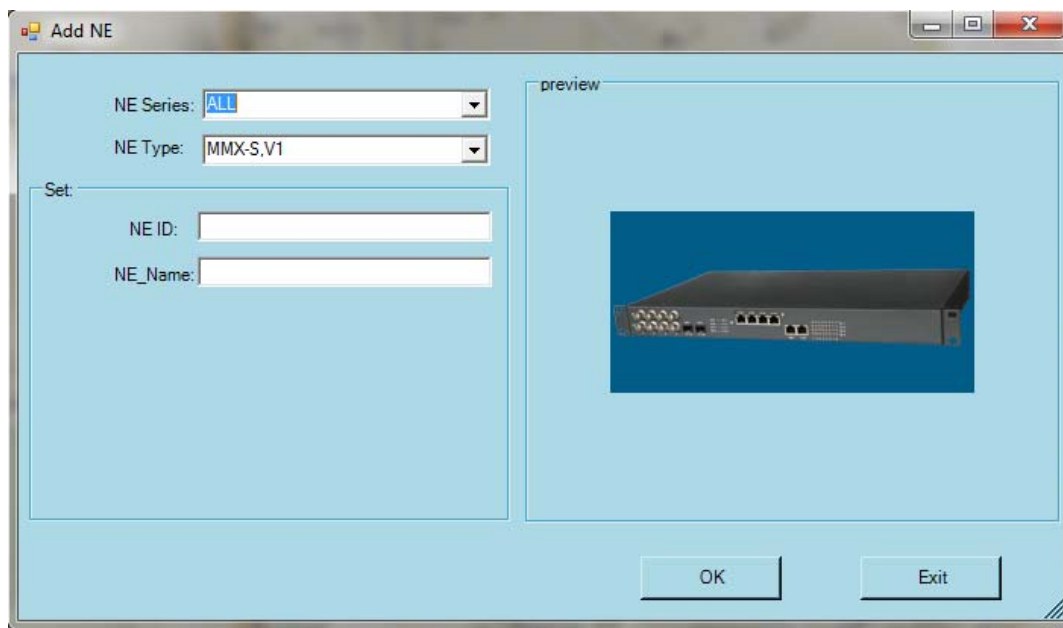 Add NE
NE Series: ALL
NE Type: MMX-S,V1
Set:
NE ID:
NE_Name:
preview
OK
Exit